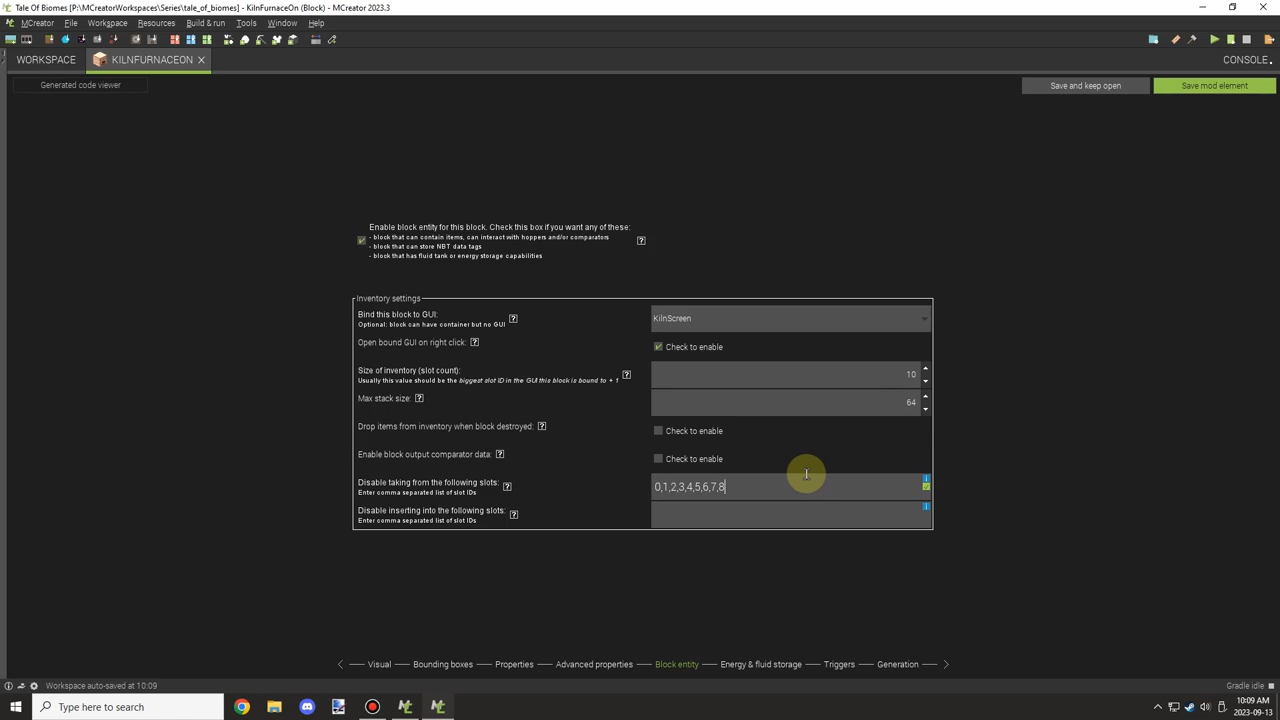 Tale Of Biomes [P:\MCreatorWorkspaces\Series\tale_of_biomes] - KilnFurnaceOn (Block) - MCreator 2023.3
MCreator File Workspace Resources Build & run Tools Window Help
WORKSPACE KILNFURNACEON CONSOLE
Generated code viewer Save and keep open Save mod element
Enable block entity for this block. Check this box if you want any of these:
- block that can contain items, can interact with hoppers and/or comparators
- block that can store NBT data tags
- block that has fluid tank or energy storage capabilities
Inventory settings
Bind this block to GUI: KilnScreen
Optional: block can have container but no GUI
Open bound GUI on right click: Check to enable
Size of inventory (slot count): 10
Usually this value should be the biggest slot ID in the GUI this block is bound to + 1
Max stack size: 64
Drop items from inventory when block destroyed: Check to enable
Enable block output comparator data: Check to enable
Disable taking from the following slots: 0,1,2,3,4,5,6,7,8
Enter comma separated list of slot IDs
Disable inserting into the following slots:
Enter comma separated list of slot IDs
Visual Bounding boxes Properties Advanced properties Block entity Energy & fluid storage Triggers Generation
Workspace auto-saved at 10:09 Gradle idle
Type here to search 10:09 AM
2023-09-13